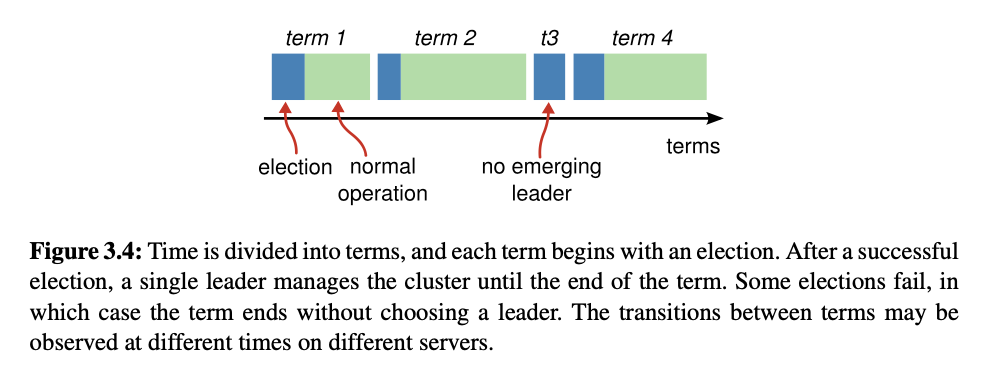 term 1 term 2 t3 term 4
terms
election normal operation no emerging leader
Figure 3.4: Time is divided into terms, and each term begins with an election. After a successful
election, a single leader manages the cluster until the end of the term. Some elections fail, in
which case the term ends without choosing a leader. The transitions between terms may be
observed at different times on different servers.